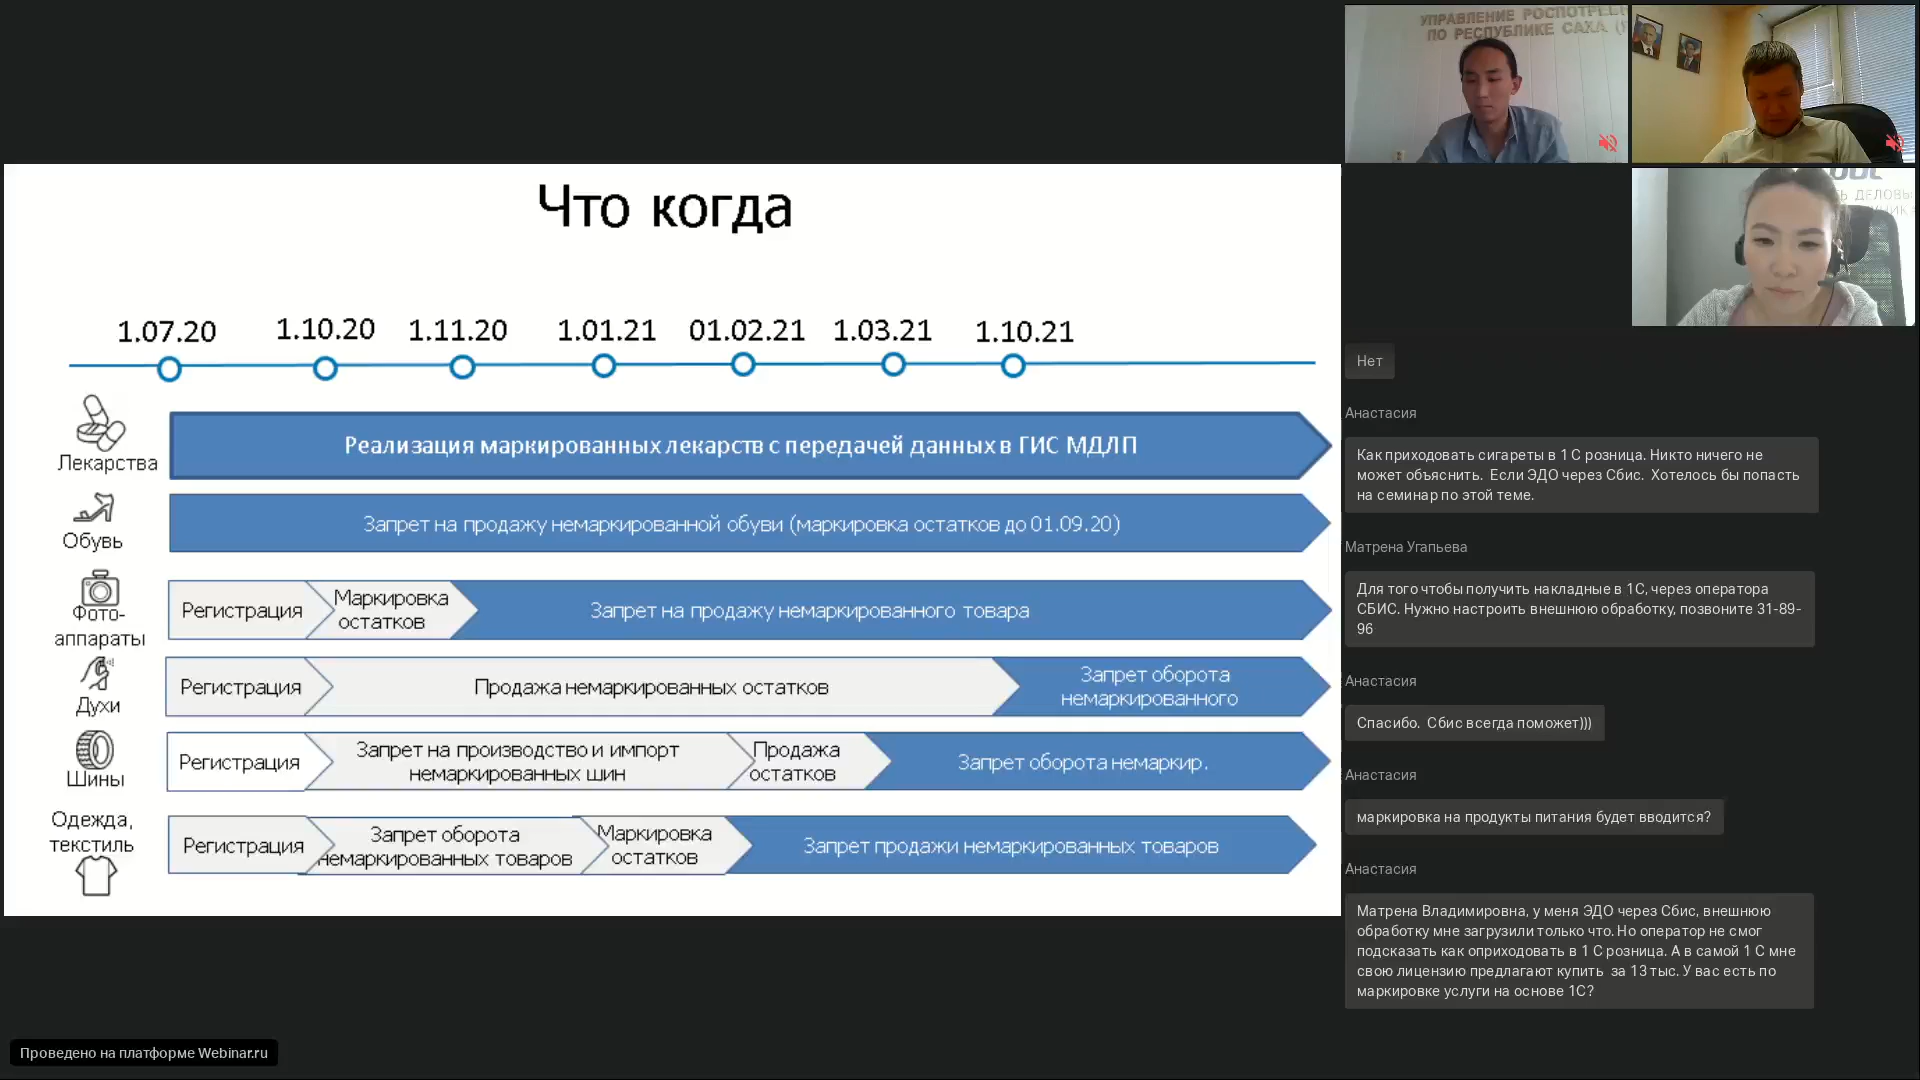 Что когда
1.07.20
1.10.20
1.11.20
1.01.21
01.02.21
1.03.21
1.10.21
Лекарства
Реализация маркированных лекарств с передачей данных в ГИС МДЛП
Обувь
Запрет на продажу немаркированной обуви (маркировка остатков до 01.09.20)
Фото-
аппараты
Регистрация
Маркировка
остатков
Запрет на продажу немаркированного товара
Духи
Регистрация
Продажа немаркированных остатков
Запрет оборота
немаркированного
Шины
Регистрация
Запрет на производство и импорт
немаркированных шин
Продажа
остатков
Запрет оборота немаркир.
Одежда,
текстиль
Регистрация
Запрет оборота
немаркированных товаров
Маркировка
остатков
Запрет продажи немаркированных товаров
Проведено на платформе Webinar.ru
УПРАВЛЕНИЕ РОСПОТРЕБ
ПО РЕСПУБЛИКЕ САХА (
Ь ДЕЛОВЫ
Нет
Анастасия
Как приходовать сигареты в 1 С розница. Никто ничего не
может объяснить. Если ЭДО через Сбис. Хотелось бы попасть
на семинар по этой теме.
Матрена Угапьева
Для того чтобы получить накладные в 1С, через оператора
СБИС. Нужно настроить внешнюю обработку, позвоните 31-89-
96
Анастасия
Спасибо. Сбис всегда поможет)))
Анастасия
маркировка на продукты питания будет вводится?
Анастасия
Матрена Владимировна, у меня ЭДО через Сбис, внешнюю
обработку мне загрузили только что. Но оператор не смог
подсказать как оприходовать в 1 С розница. А в самой 1 С мне
свою лицензию предлагают купить за 13 тыс. У вас есть по
маркировке услуги на основе 1С?